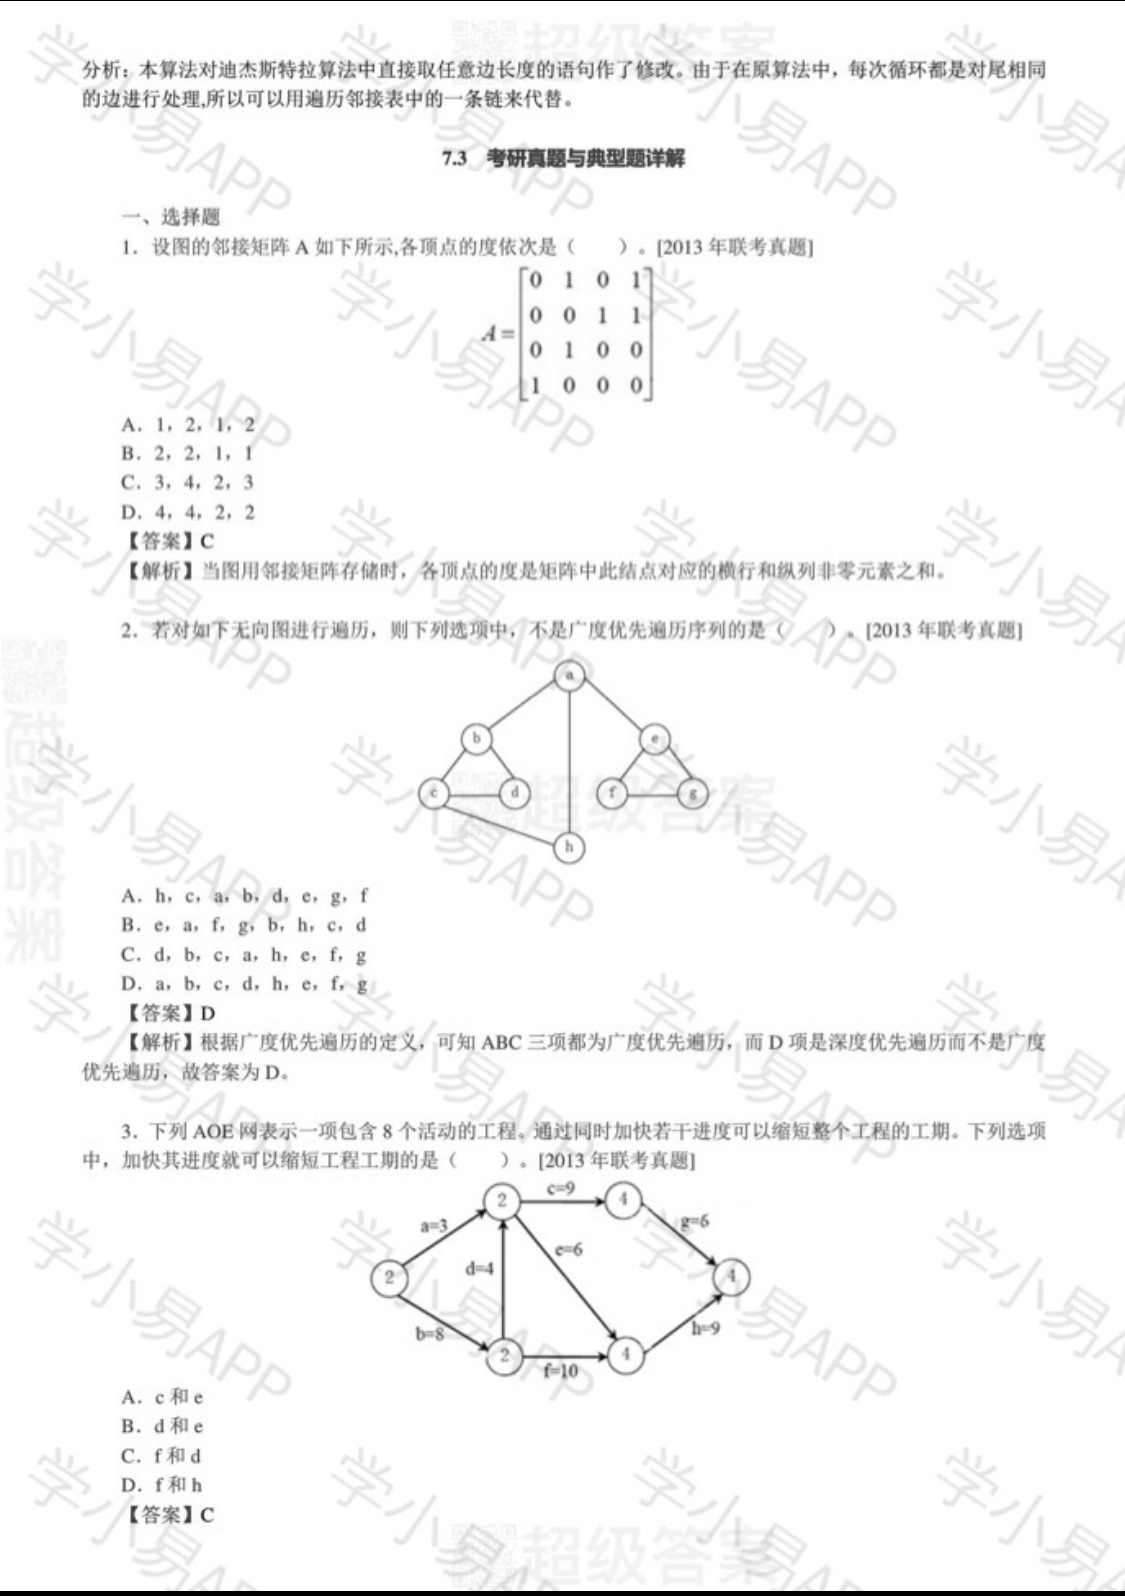 分析：本算法对迪杰斯特拉算法中直接取任意边长度的语句作了修改。由于在原算法中，每次循环都是对尾相同
的边进行处理,所以可以用遍历邻接表中的一条链来代替。
7.3 考研真题与典型题详解
一、选择题
1．设图的邻接矩阵 A 如下所示,各顶点的度依次是（ ）。[2013 年联考真题]
0 1 0 1
0 0 1 1
A=
0 1 0 0
1 0 0 0
A．1，2，1，2
B．2，2，1，1
C．3，4，2，3
D．4，4，2，2
【答案】C
【解析】当图用邻接矩阵存储时，各顶点的度是矩阵中此结点对应的横行和纵列非零元素之和。
2．若对如下无向图进行遍历，则下列选项中，不是广度优先遍历序列的是（ ）。[2013 年联考真题]
a
b e
c d f g
h
A．h，c，a，b，d，e，g，f
B．e，a，f，g，b，h，c，d
C．d，b，c，a，h，e，f，g
D．a，b，c，d，h，e，f，g
【答案】D
【解析】根据广度优先遍历的定义，可知 ABC 三项都为广度优先遍历，而 D 项是深度优先遍历而不是广度
优先遍历，故答案为 D。
3．下列 AOE 网表示一项包含 8 个活动的工程。通过同时加快若干进度可以缩短整个工程的工期。下列选项
中，加快其进度就可以缩短工程工期的是（ ）。[2013 年联考真题]
2 c=9 4
a=3 g=6
e=6
d=4
2 4
b=8 h=9
2 f=10 4
A．c 和 e
B．d 和 e
C．f 和 d
D．f 和 h
【答案】C
学小易APP
超级答案